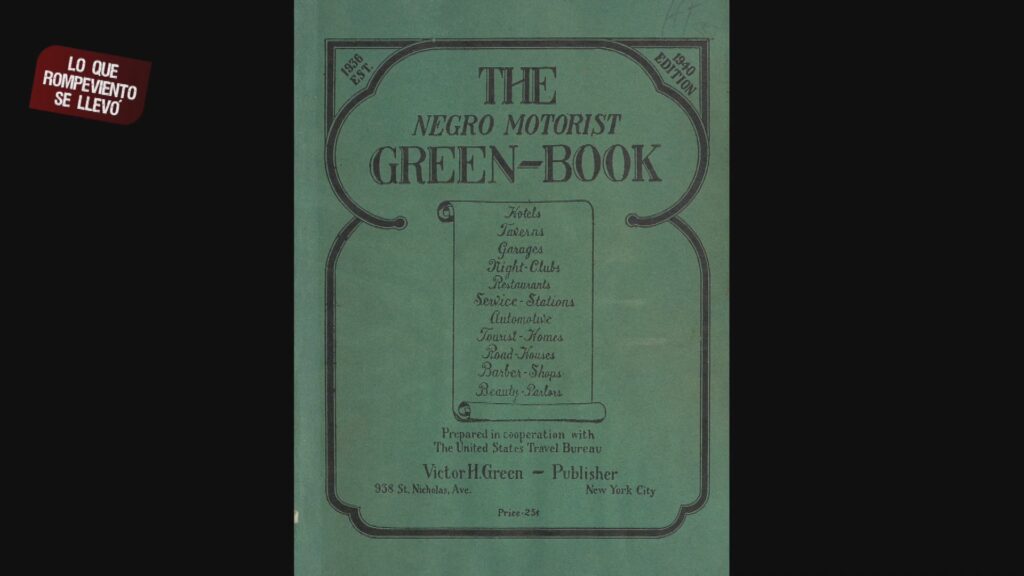 LO QUE
ROMPEVIENTO
SE LLEVÓ
1936
EST.
1940
EDITION
THE
NEGRO MOTORIST
GREEN-BOOK
Hotels
Taverns
Garages
Night-Clubs
Restaurants
Service-Stations
Automotive
Tourist-Homes
Road-Houses
Barber-Shops
Beauty-Parlors
Prepared in cooperation with
The United States Travel Bureau
Victor H. Green — Publisher
938 St. Nicholas, Ave. New York City
Price-25¢